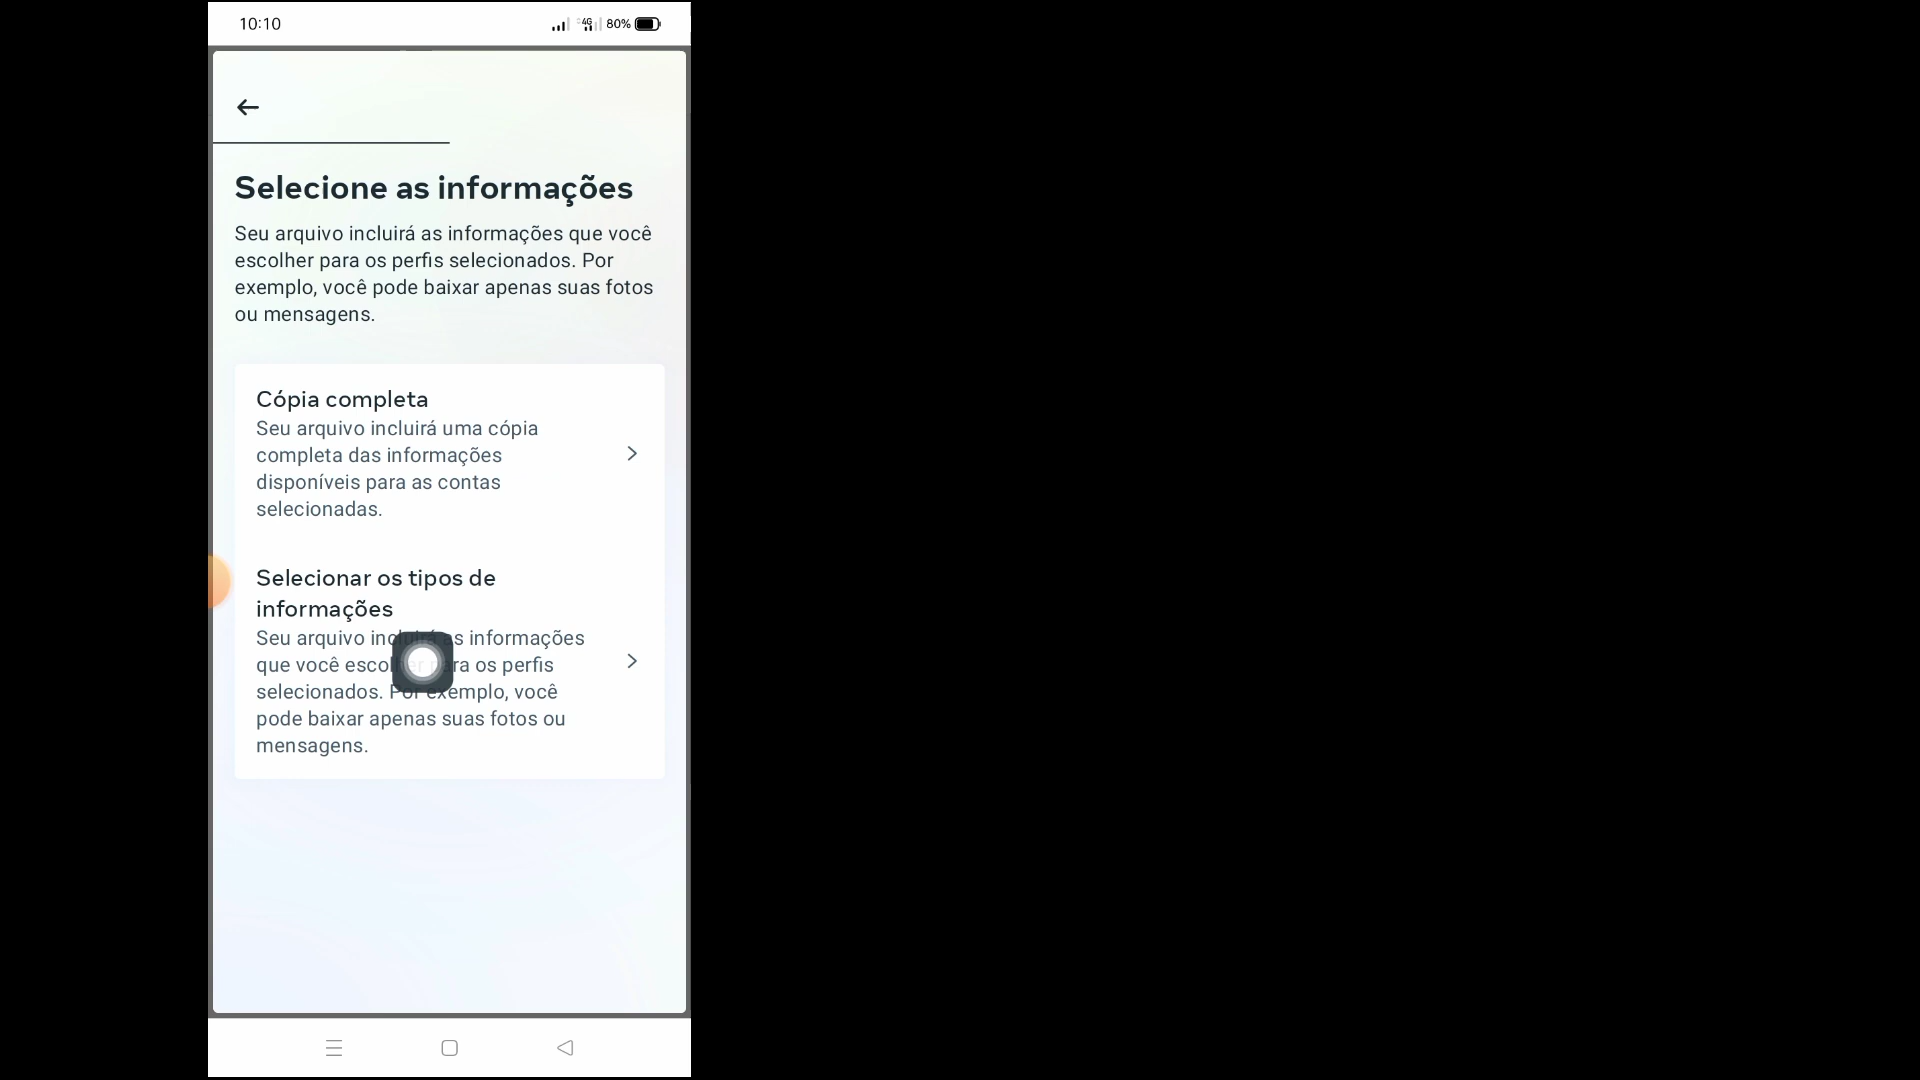 10:10
4G
80%
Selecione as informações
Seu arquivo incluirá as informações que você
escolher para os perfis selecionados. Por
exemplo, você pode baixar apenas suas fotos
ou mensagens.
Cópia completa
Seu arquivo incluirá uma cópia
completa das informações
disponíveis para as contas
selecionadas.
Selecionar os tipos de
informações
Seu arquivo incluirá as informações
que você escolher para os perfis
selecionados. Por exemplo, você
pode baixar apenas suas fotos ou
mensagens.